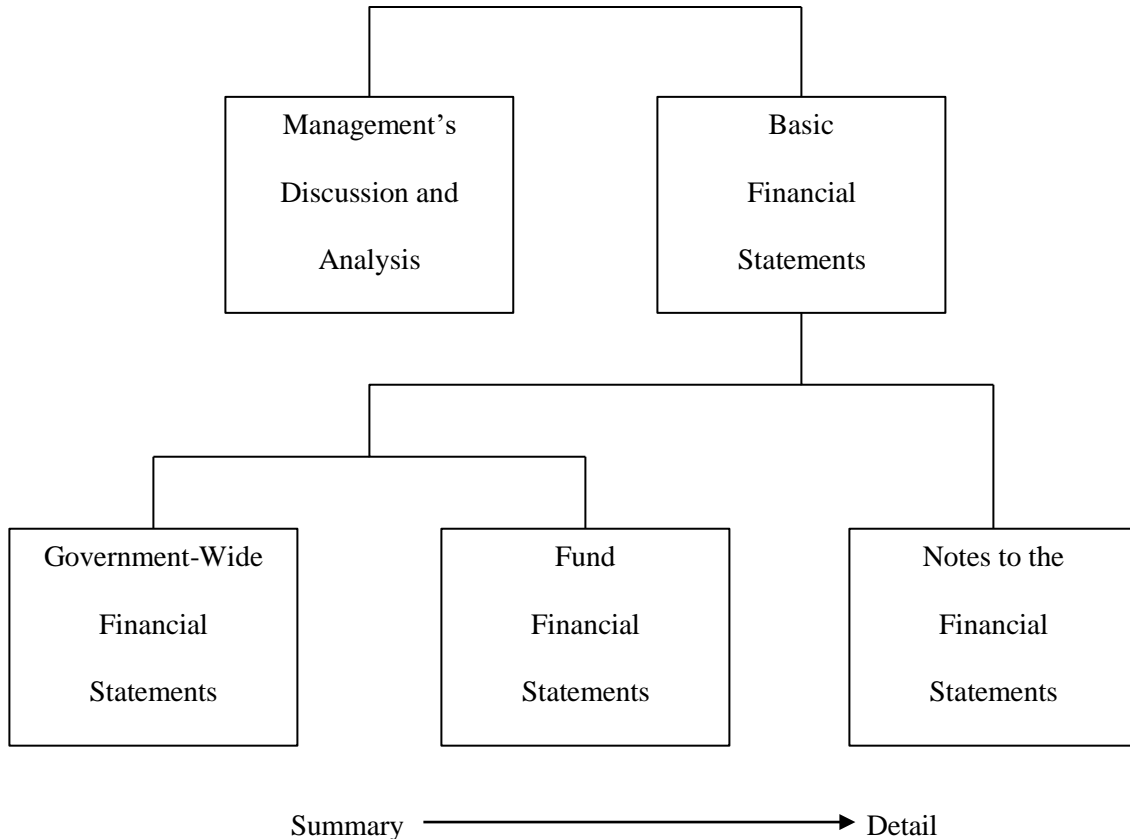 Management’s
Discussion and
Analysis
Basic
Financial
Statements
Government-Wide
Financial
Statements
Fund
Financial
Statements
Notes to the
Financial
Statements
Summary
Detail